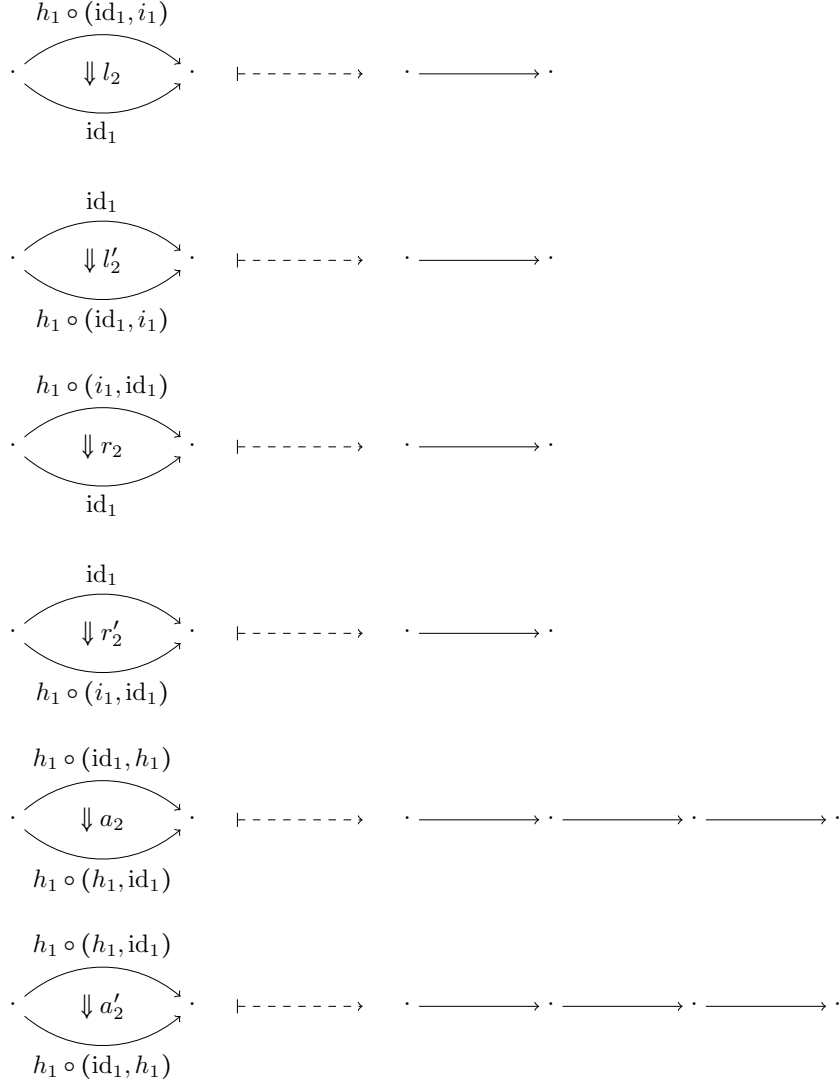 h₁ ∘ (id₁, i₁)
⇓ l₂
id₁
id₁
⇓ l′₂
h₁ ∘ (id₁, i₁)
h₁ ∘ (i₁, id₁)
⇓ r₂
id₁
id₁
⇓ r′₂
h₁ ∘ (i₁, id₁)
h₁ ∘ (id₁, h₁)
⇓ a₂
h₁ ∘ (h₁, id₁)
h₁ ∘ (h₁, id₁)
⇓ a′₂
h₁ ∘ (id₁, h₁)